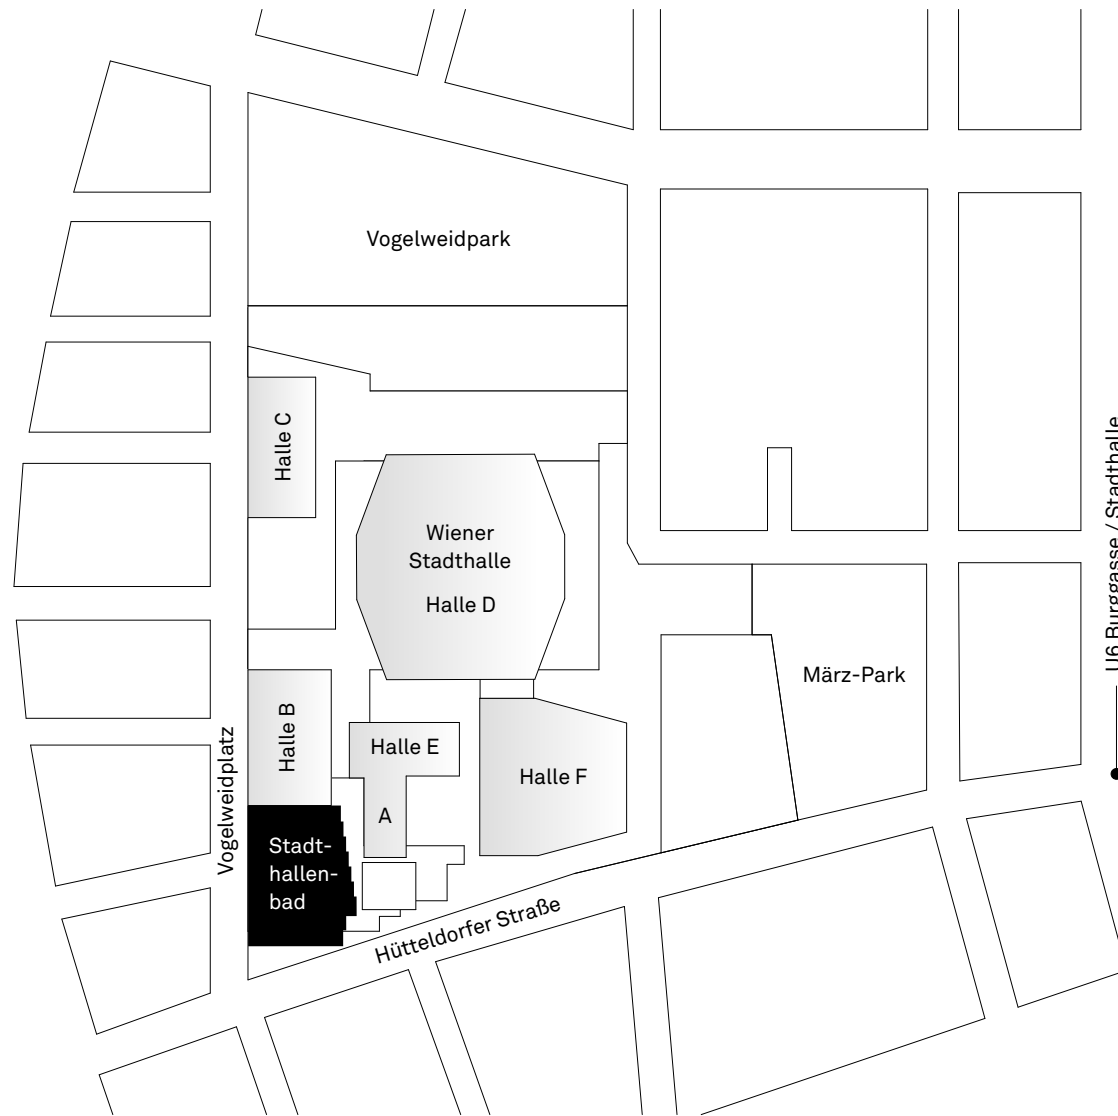 Vogelweidpark
Halle C
Wiener
Stadthalle
Halle D
U6 Burggasse / Stadthalle
März-Park
Halle B
Halle E
Vogelweidplatz
Halle F
A
Stadt-
hallen-
bad
Hütteldorfer Straße